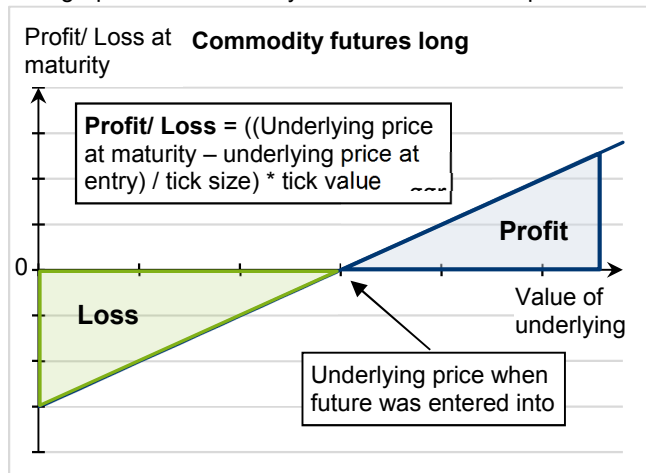 Profit/ Loss at
maturity
Commodity futures long
Profit/ Loss = ((Underlying price
at maturity – underlying price at
entry) / tick size) * tick value
Profit
0
Loss
Value of
underlying
Underlying price when
future was entered into